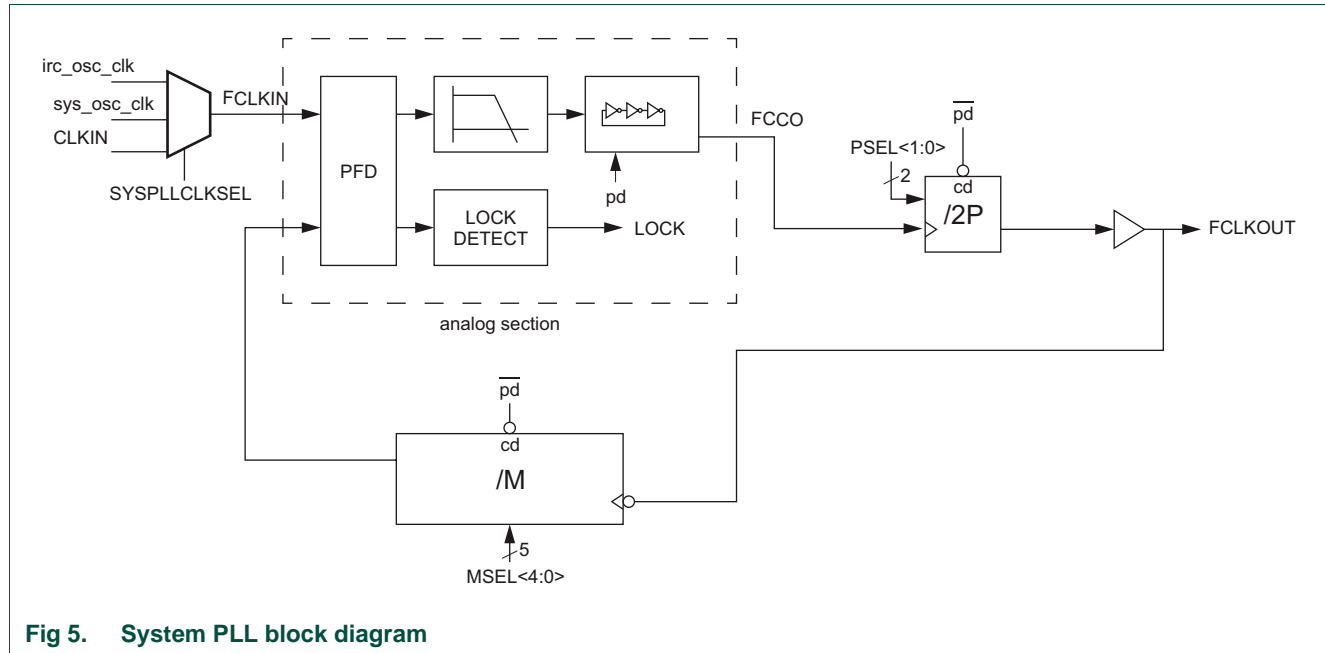 irc_osc_clk
sys_osc_clk
CLKIN
SYSPLLCLKSEL
FCLKIN
PFD
LOCK
DETECT
pd
LOCK
analog section
FCCO
pd
PSEL<1:0>
2
cd
/2P
FCLKOUT
pd
cd
/M
5
MSEL<4:0>
Fig 5. System PLL block diagram